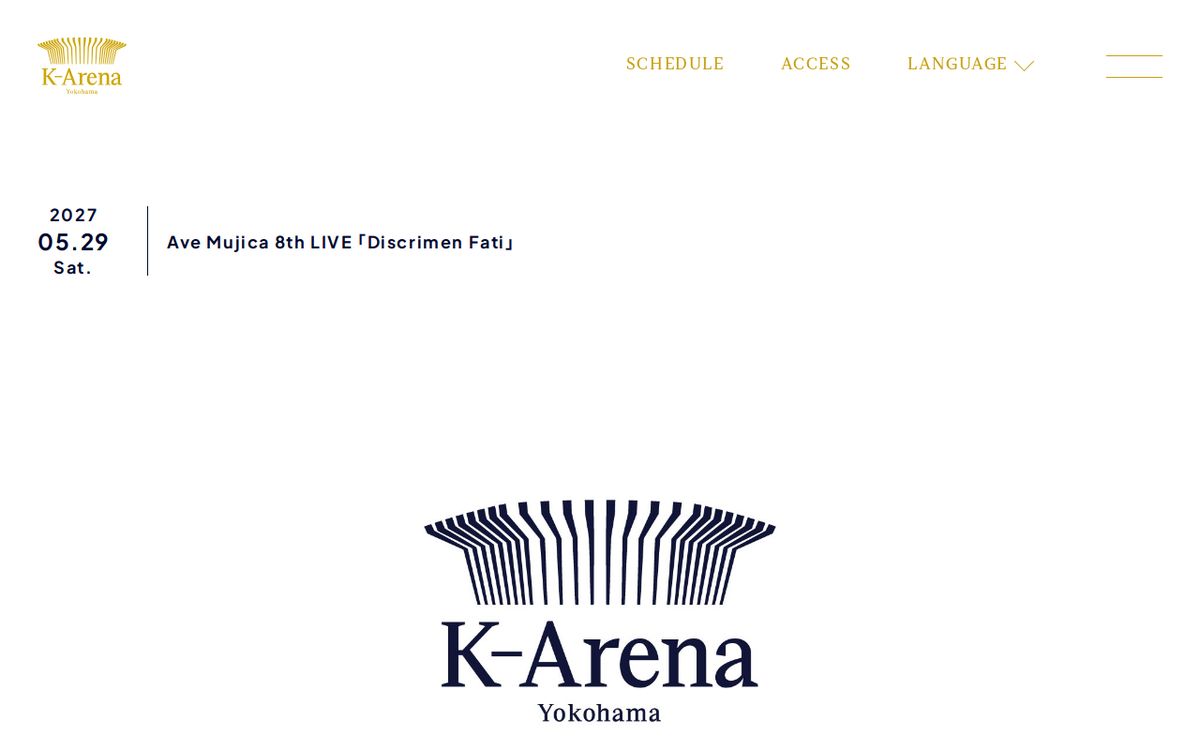 K-Arena
Yokohama
SCHEDULE
ACCESS
LANGUAGE
2027
05.29
Sat.
Ave Mujica 8th LIVE「Discrimen Fati」
K-Arena
Yokohama